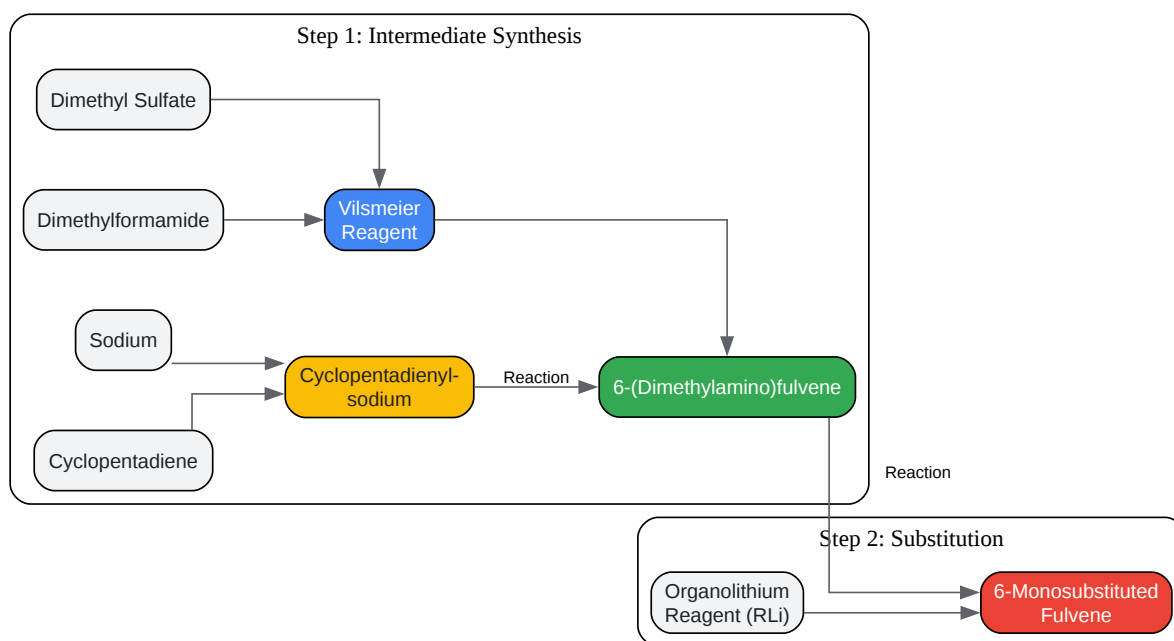 Step 1: Intermediate Synthesis
Dimethyl Sulfate
Dimethylformamide
Vilsmeier
Reagent
Sodium
Cyclopentadienyl-
sodium
Reaction
6-(Dimethylamino)fulvene
Cyclopentadiene
Reaction
Step 2: Substitution
Organolithium
Reagent (RLi)
6-Monosubstituted
Fulvene